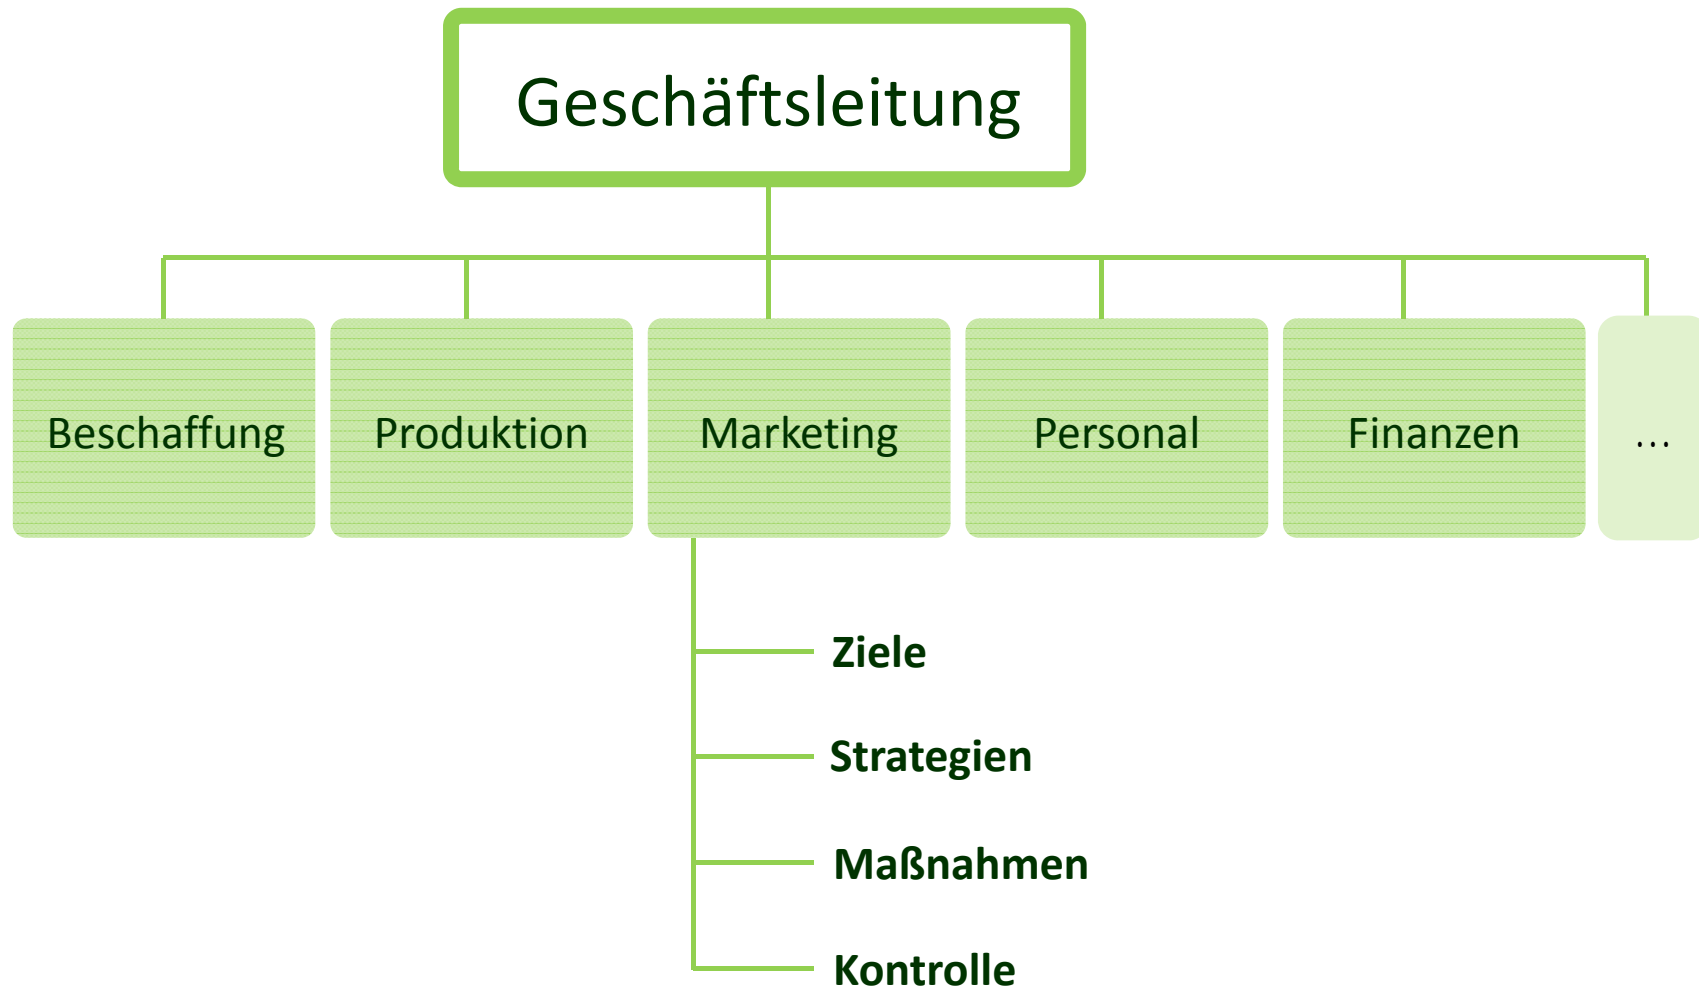 Geschäftsleitung
Beschaffung
Produktion
Marketing
Personal
Finanzen
...
Ziele
Strategien
Maßnahmen
Kontrolle